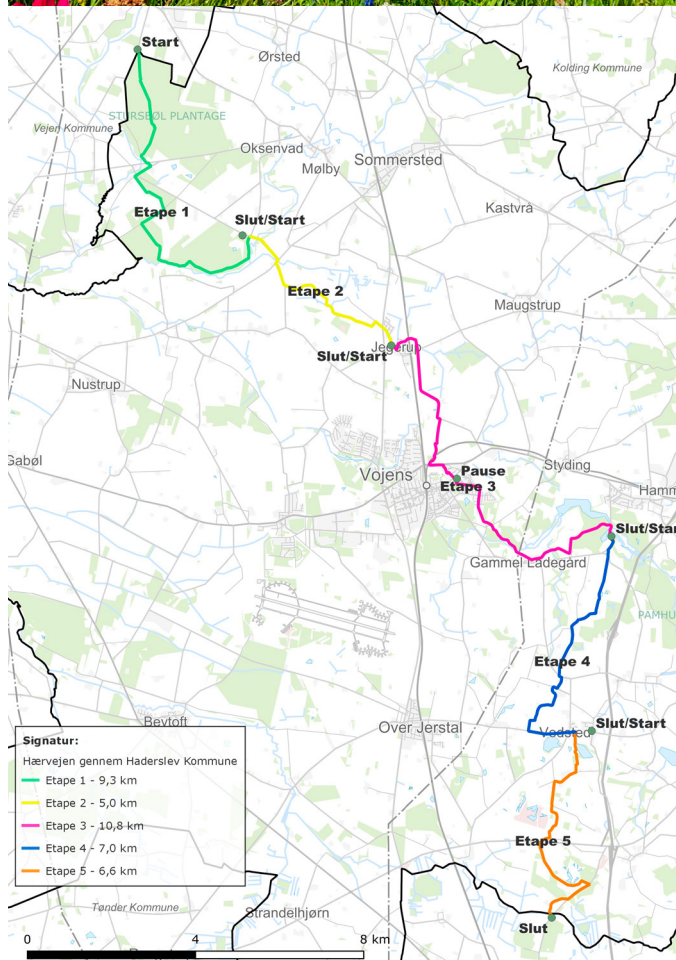 Start
Ørsted
Kolding Kommune
STURSBØL PLANTAGE
Vejen Kommune
Oksenvad
Sommersted
Mølby
Kastvrå
Etape 1
Slut/Start
Etape 2
Maugstrup
Jegerup
Slut/Start
Nustrup
Gabøl
Styding
Pause
Vojens
Etape 3
Hamm
Slut/Star
Gammel Ladegård
PAMHU
Etape 4
Bevtoft
Over Jerstal
Slut/Start
Vedsted
Signatur:
Hærvejen gennem Haderslev Kommune
Etape 1 - 9,3 km
Etape 2 - 5,0 km
Etape 3 - 10,8 km
Etape 4 - 7,0 km
Etape 5 - 6,6 km
Etape 5
Tønder Kommune
Strandelhjørn
Slut
0 4 8 km